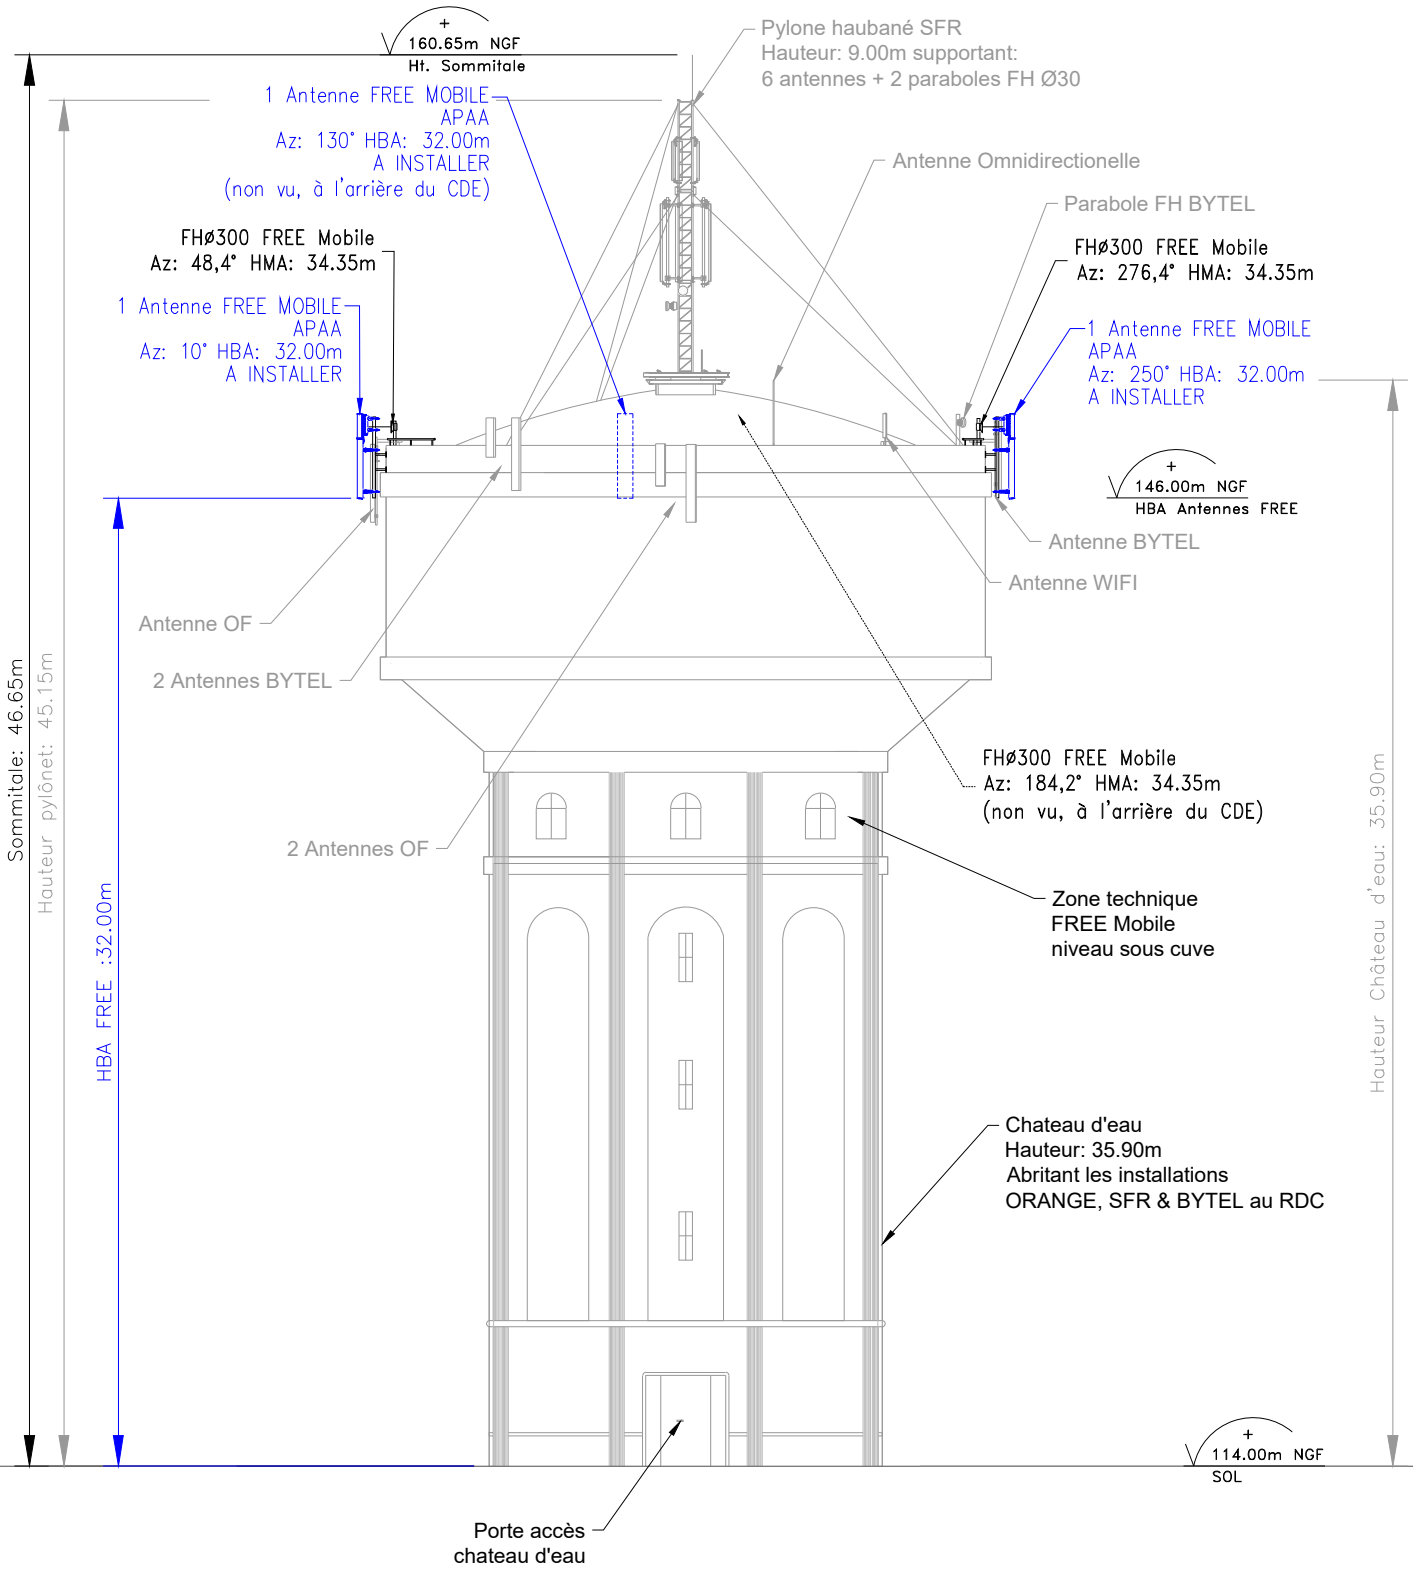 160.65m NGF
Ht. Sommitale
Pylone haubané SFR
Hauteur: 9.00m supportant:
6 antennes + 2 paraboles FH Ø30
1 Antenne FREE MOBILE
APAA
Az: 130° HBA: 32.00m
A INSTALLER
(non vu, à l'arrière du CDE)
Antenne Omnidirectionelle
Parabole FH BYTEL
FHØ300 FREE Mobile
Az: 48,4° HMA: 34.35m
FHØ300 FREE Mobile
Az: 276,4° HMA: 34.35m
1 Antenne FREE MOBILE
APAA
Az: 10° HBA: 32.00m
A INSTALLER
1 Antenne FREE MOBILE
APAA
Az: 250° HBA: 32.00m
A INSTALLER
146.00m NGF
HBA Antennes FREE
Antenne BYTEL
Antenne WIFI
Antenne OF
2 Antennes BYTEL
Sommitale: 46.65m
Hauteur pylônet: 45.15m
HBA FREE :32.00m
Hauteur Château d'eau: 35.90m
FHØ300 FREE Mobile
Az: 184,2° HMA: 34.35m
(non vu, à l'arrière du CDE)
2 Antennes OF
Zone technique
FREE Mobile
niveau sous cuve
Chateau d'eau
Hauteur: 35.90m
Abritant les installations
ORANGE, SFR & BYTEL au RDC
114.00m NGF
SOL
Porte accès
chateau d'eau